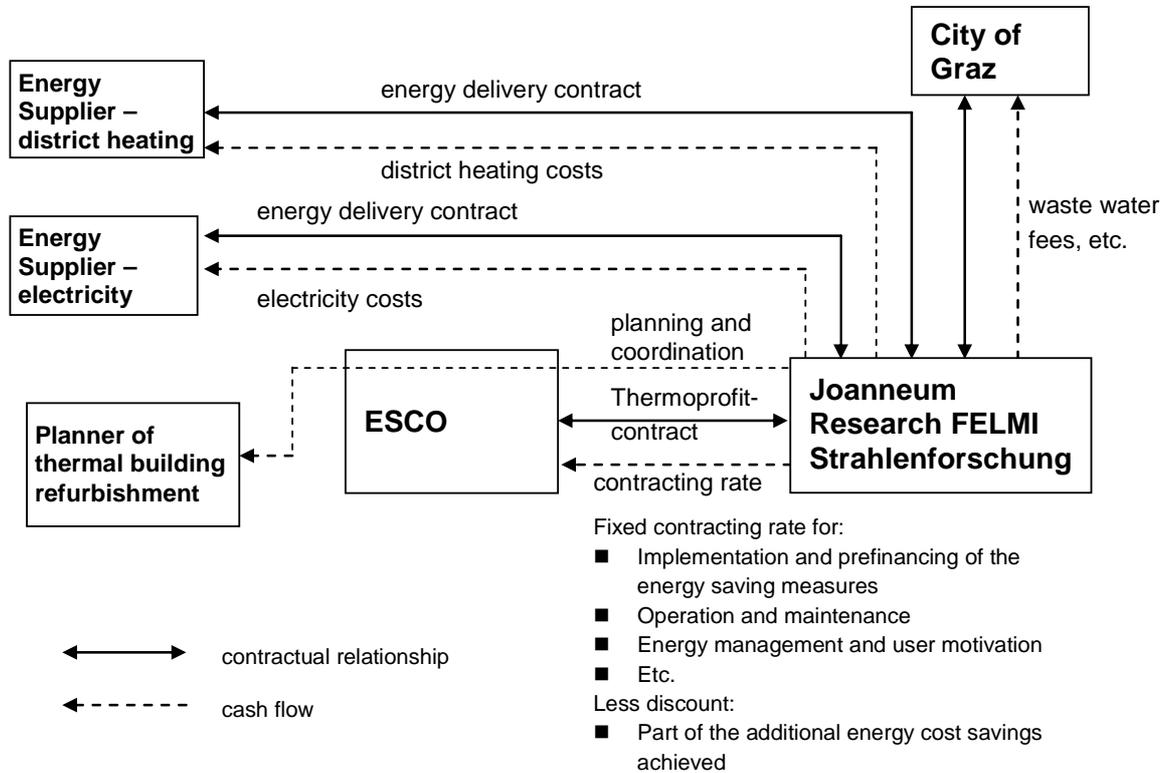 City of
Graz
Energy
Supplier –
district heating
energy delivery contract
district heating costs
energy delivery contract
waste water
fees, etc.
Energy
Supplier –
electricity
electricity costs
planning and
coordination
ESCO
Thermoprofit-
contract
contracting rate
Joanneum
Research FELMI
Strahlenforschung
Planner of
thermal building
refurbishment
Fixed contracting rate for:
■ Implementation and prefinancing of the
energy saving measures
■ Operation and maintenance
■ Energy management and user motivation
■ Etc.
Less discount:
■ Part of the additional energy cost savings
achieved
contractual relationship
cash flow